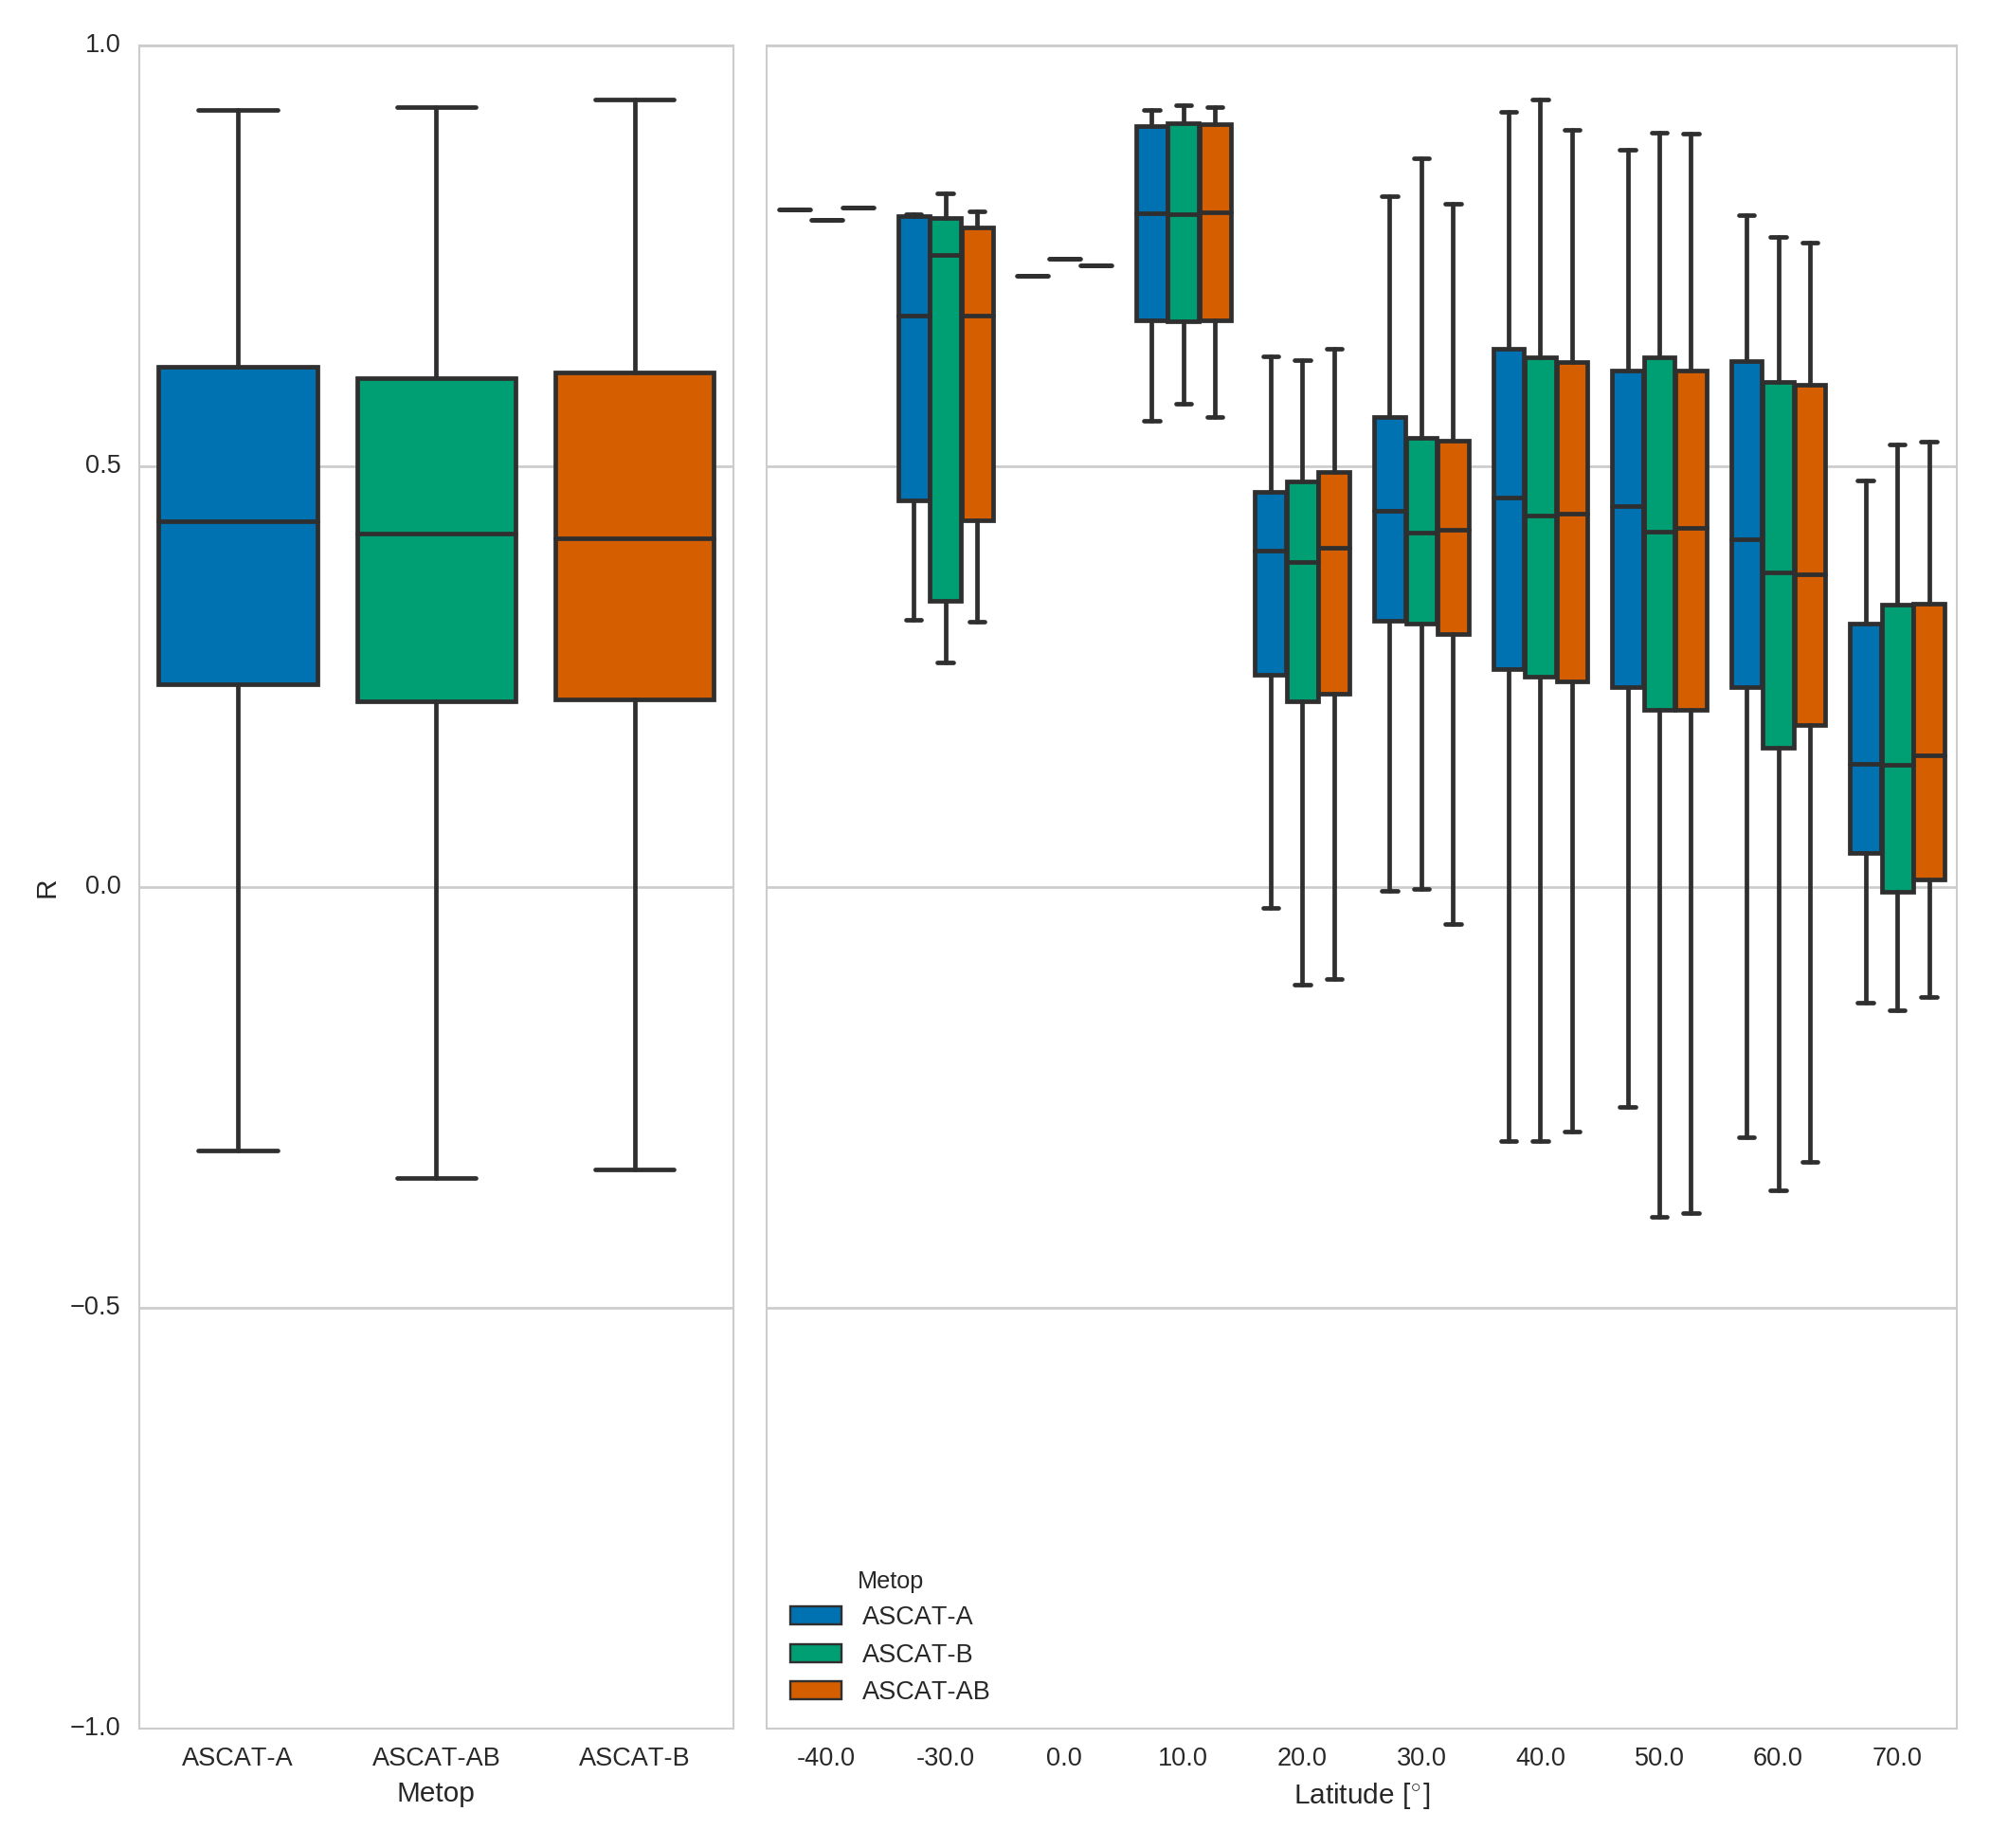 1.0
0.5
0.0
−0.5
−1.0
R
ASCAT-A ASCAT-AB ASCAT-B
Metop
Metop
ASCAT-A
ASCAT-B
ASCAT-AB
-40.0 -30.0 0.0 10.0 20.0 30.0 40.0 50.0 60.0 70.0
Latitude [°]